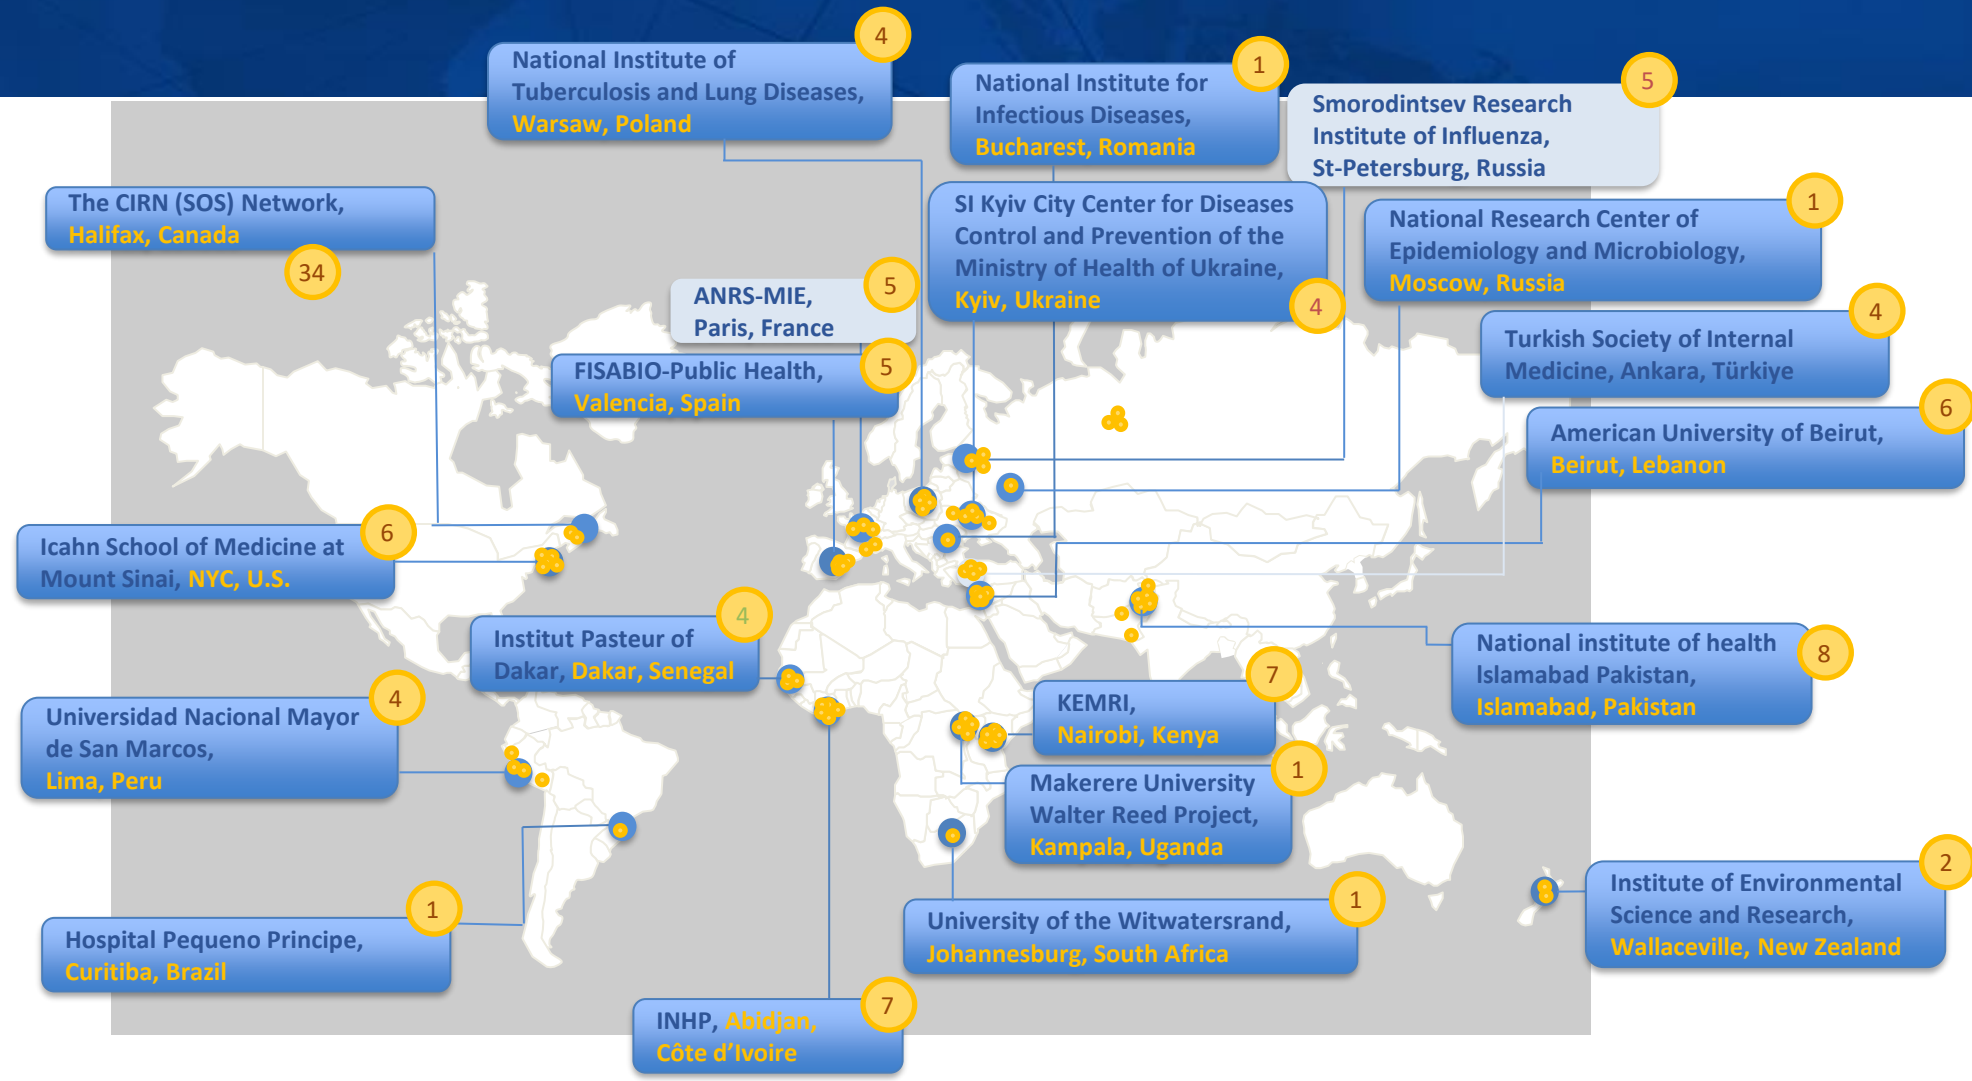 4
National Institute of
Tuberculosis and Lung Diseases,
Warsaw, Poland
1
National Institute for
Infectious Diseases,
Bucharest, Romania
5
Smorodintsev Research
Institute of Influenza,
St-Petersburg, Russia
The CIRN (SOS) Network,
Halifax, Canada
34
SI Kyiv City Center for Diseases
Control and Prevention of the
Ministry of Health of Ukraine,
Kyiv, Ukraine
4
1
National Research Center of
Epidemiology and Microbiology,
Moscow, Russia
ANRS-MIE,
Paris, France
5
4
Turkish Society of Internal
Medicine, Ankara, Türkiye
FISABIO-Public Health,
Valencia, Spain
5
6
American University of Beirut,
Beirut, Lebanon
Icahn School of Medicine at
Mount Sinai, NYC, U.S.
6
Institut Pasteur of
Dakar, Dakar, Senegal
4
National institute of health
Islamabad Pakistan,
Islamabad, Pakistan
8
Universidad Nacional Mayor
de San Marcos,
Lima, Peru
4
KEMRI,
Nairobi, Kenya
7
Makerere University
Walter Reed Project,
Kampala, Uganda
1
Hospital Pequeno Principe,
Curitiba, Brazil
1
University of the Witwatersrand,
Johannesburg, South Africa
1
Institute of Environmental
Science and Research,
Wallaceville, New Zealand
2
INHP, Abidjan,
Côte d’Ivoire
7